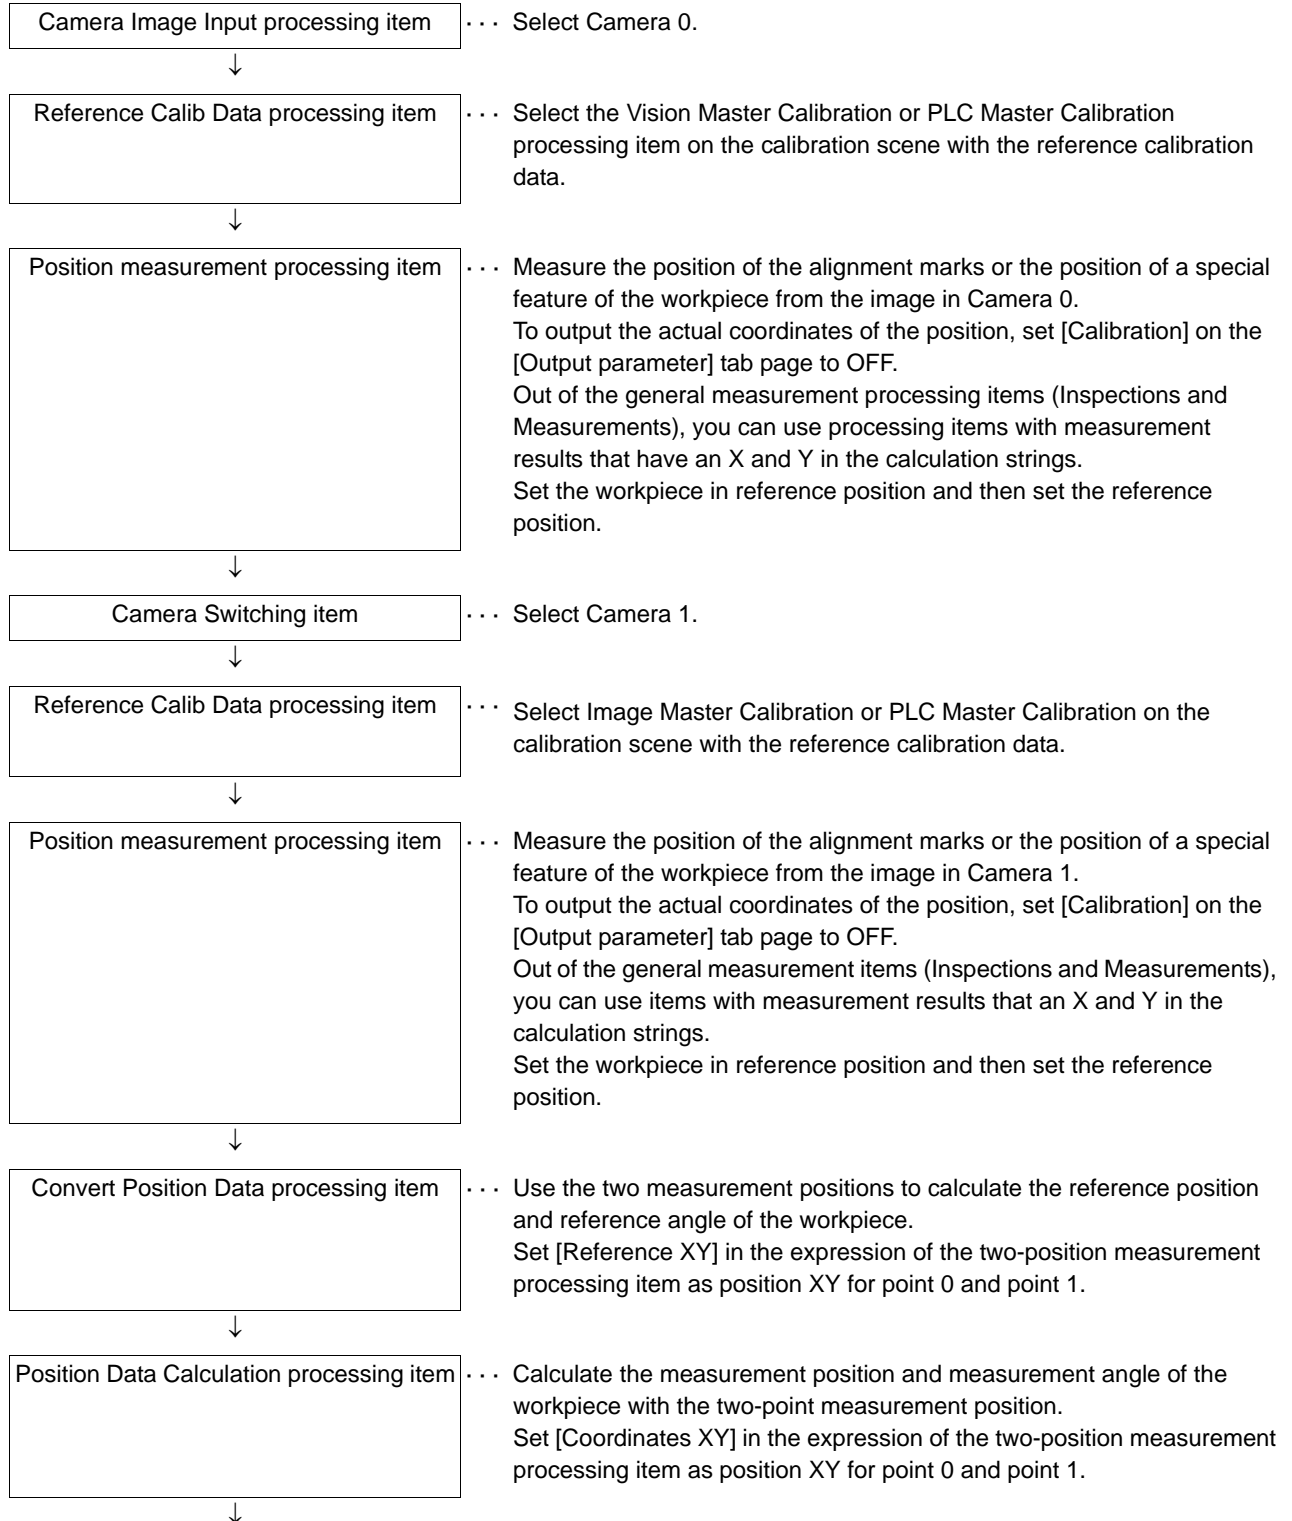 Camera Image Input processing item ··· Select Camera 0.
↓
Reference Calib Data processing item ··· Select the Vision Master Calibration or PLC Master Calibration
processing item on the calibration scene with the reference calibration
data.
↓
Position measurement processing item ··· Measure the position of the alignment marks or the position of a special
feature of the workpiece from the image in Camera 0.
To output the actual coordinates of the position, set [Calibration] on the
[Output parameter] tab page to OFF.
Out of the general measurement processing items (Inspections and
Measurements), you can use processing items with measurement
results that have an X and Y in the calculation strings.
Set the workpiece in reference position and then set the reference
position.
↓
Camera Switching item ··· Select Camera 1.
↓
Reference Calib Data processing item ··· Select Image Master Calibration or PLC Master Calibration on the
calibration scene with the reference calibration data.
↓
Position measurement processing item ··· Measure the position of the alignment marks or the position of a special
feature of the workpiece from the image in Camera 1.
To output the actual coordinates of the position, set [Calibration] on the
[Output parameter] tab page to OFF.
Out of the general measurement items (Inspections and Measurements),
you can use items with measurement results that an X and Y in the
calculation strings.
Set the workpiece in reference position and then set the reference
position.
↓
Convert Position Data processing item ··· Use the two measurement positions to calculate the reference position
and reference angle of the workpiece.
Set [Reference XY] in the expression of the two-position measurement
processing item as position XY for point 0 and point 1.
↓
Position Data Calculation processing item ··· Calculate the measurement position and measurement angle of the
workpiece with the two-point measurement position.
Set [Coordinates XY] in the expression of the two-position measurement
processing item as position XY for point 0 and point 1.
↓